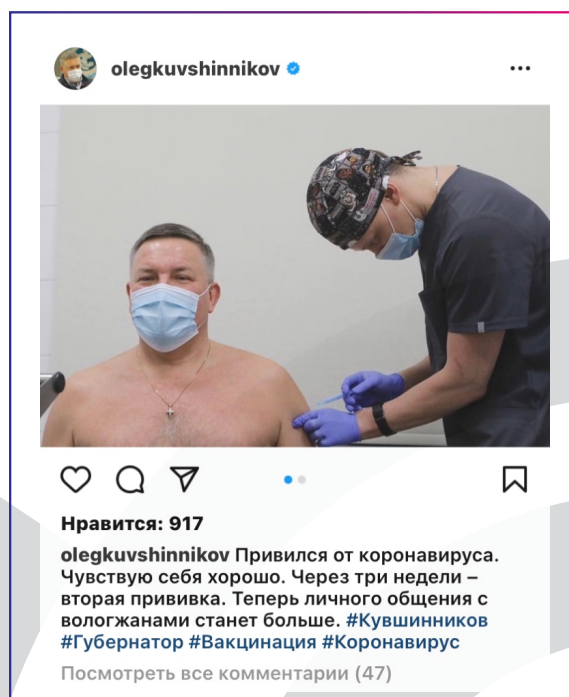 olegkuvshinnikov
Нравится: 917
olegkuvshinnikov Привился от коронавируса.
Чувствую себя хорошо. Через три недели –
вторая прививка. Теперь личного общения с
вологжанами станет больше. #Кувшинников
#Губернатор #Вакцинация #Коронавирус
Посмотреть все комментарии (47)